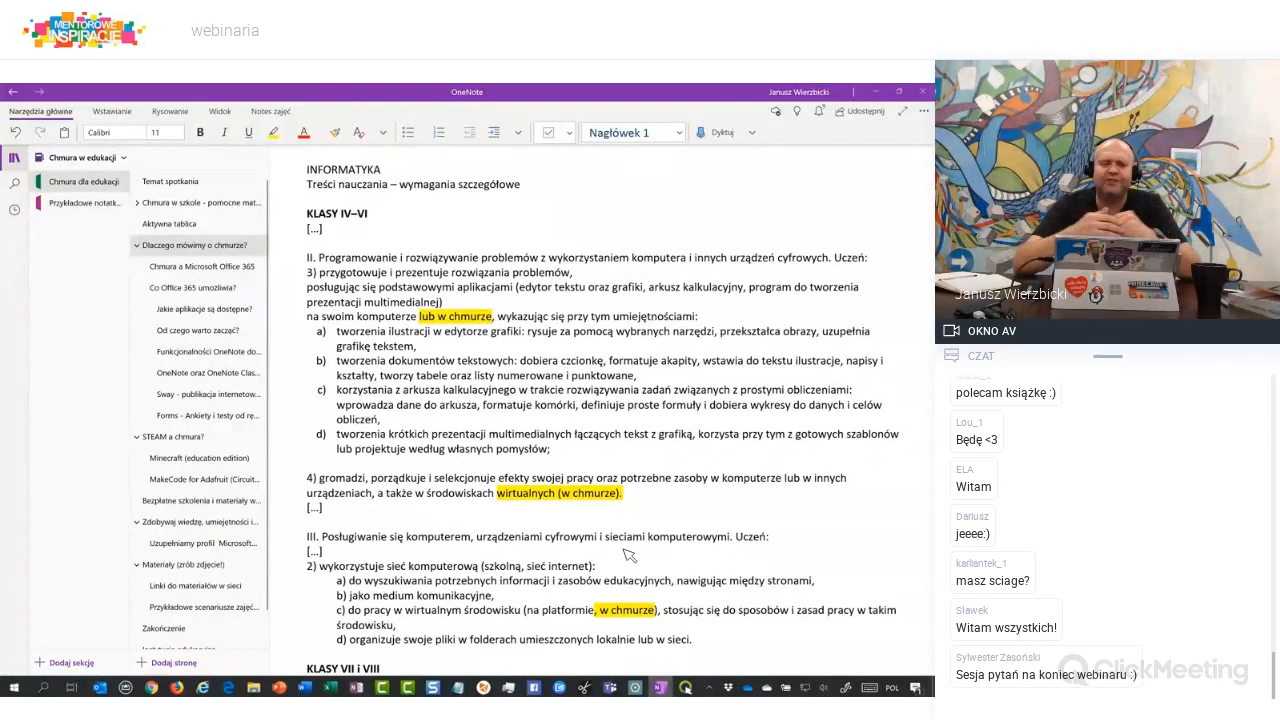 MENTOROWE
INSPIRACJE
webinaria
OneNote
Janusz Wierzbicki
Narzędzia główne
Wstawianie
Rysowanie
Widok
Notes zajęć
Udostępnij
Calibri
11
B
I
U
A
Nagłówek 1
Dyktuj
Chmura w edukacji
Chmura dla edukacji
Przykładowe notatk...
Temat spotkania
Chmura w szkole - pomocne mat...
Aktywna tablica
Dlaczego mówimy o chmurze?
Chmura a Microsoft Office 365
Co Office 365 umożliwia?
Jakie aplikacje są dostępne?
Od czego warto zacząć?
Funkcjonalności OneNote do...
OneNote oraz OneNote Clas...
Sway - publikacja internetow...
Forms - Ankiety i testy od rę...
STEAM a chmura?
Minecraft (education edition)
MakeCode for Adafruit (Circuit...
Bezpłatne szkolenia i materiały w...
Zdobywaj wiedzę, umiejętności i...
Uzupełniamy profil Microsoft...
Materiały (zrób zdjęcie!)
Linki do materiałów w sieci
Przykładowe scenariusze zajęć...
Zakończenie
Dodaj sekcję
Dodaj stronę
INFORMATYKA
Treści nauczania – wymagania szczegółowe
KLASY IV–VI
[...]
II. Programowanie i rozwiązywanie problemów z wykorzystaniem komputera i innych urządzeń cyfrowych. Uczeń:
3) przygotowuje i prezentuje rozwiązania problemów,
posługując się podstawowymi aplikacjami (edytor tekstu oraz grafiki, arkusz kalkulacyjny, program do tworzenia
prezentacji multimedialnej)
na swoim komputerze lub w chmurze, wykazując się przy tym umiejętnościami:
a) tworzenia ilustracji w edytorze grafiki: rysuje za pomocą wybranych narzędzi, przekształca obrazy, uzupełnia
grafikę tekstem,
b) tworzenia dokumentów tekstowych: dobiera czcionkę, formatuje akapity, wstawia do tekstu ilustracje, napisy i
kształty, tworzy tabele oraz listy numerowane i punktowane,
c) korzystania z arkusza kalkulacyjnego w trakcie rozwiązywania zadań związanych z prostymi obliczeniami:
wprowadza dane do arkusza, formatuje komórki, definiuje proste formuły i dobiera wykresy do danych i celów
obliczeń,
d) tworzenia krótkich prezentacji multimedialnych łączących tekst z grafiką, korzysta przy tym z gotowych szablonów
lub projektuje według własnych pomysłów;
4) gromadzi, porządkuje i selekcjonuje efekty swojej pracy oraz potrzebne zasoby w komputerze lub w innych
urządzeniach, a także w środowiskach wirtualnych (w chmurze).
[...]
III. Posługiwanie się komputerem, urządzeniami cyfrowymi i sieciami komputerowymi. Uczeń:
[...]
2) wykorzystuje sieć komputerową (szkolną, sieć internet):
a) do wyszukiwania potrzebnych informacji i zasobów edukacyjnych, nawigując między stronami,
b) jako medium komunikacyjne,
c) do pracy w wirtualnym środowisku (na platformie, w chmurze), stosując się do sposobów i zasad pracy w takim
środowisku,
d) organizuje swoje pliki w folderach umieszczonych lokalnie lub w sieci.
KLASY VII i VIII
POL
MINECRAFT
Janusz Wierzbicki
OKNO AV
CZAT
polecam książkę :)
Lou_1
Będę <3
ELA
Witam
Dariusz
jeeee:)
karliantek_1
masz sciage?
Sławek
Witam wszystkich!
Sylwester Zasoński
Sesja pytań na koniec webinaru :)
ClickMeeting